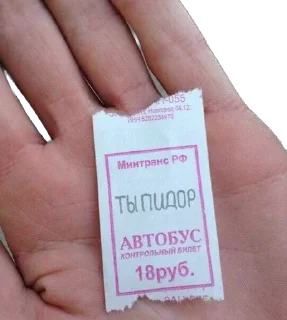 Минтранс РФ
ТЫ ПИДОР
АВТОБУС
КОНТРОЛЬНЫЙ БИЛЕТ
18руб.